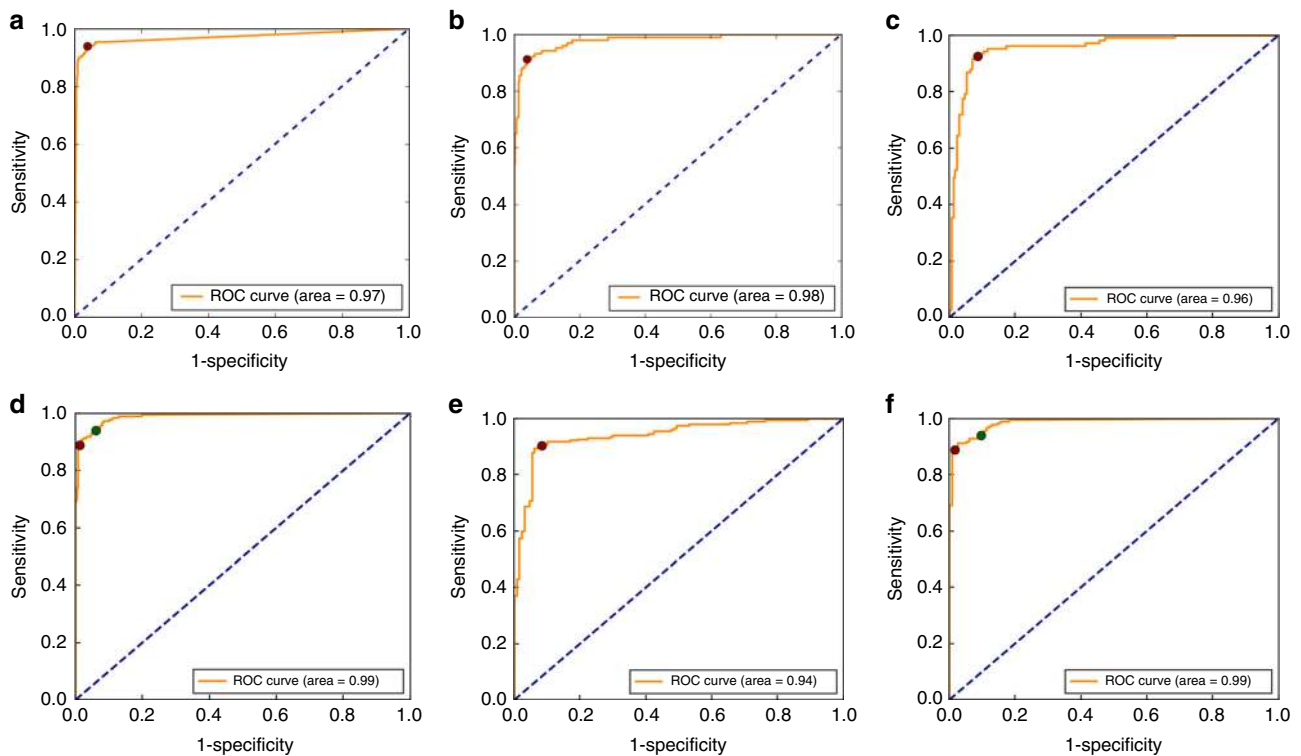 a
1.0
0.8
0.6
0.4
0.2
0.0
Sensitivity
ROC curve (area = 0.97)
0.0 0.2 0.4 0.6 0.8 1.0
1-specificity
b
1.0
0.8
0.6
0.4
0.2
0.0
Sensitivity
ROC curve (area = 0.98)
0.0 0.2 0.4 0.6 0.8 1.0
1-specificity
c
1.0
0.8
0.6
0.4
0.2
0.0
Sensitivity
ROC curve (area = 0.96)
0.0 0.2 0.4 0.6 0.8 1.0
1-specificity
d
1.0
0.8
0.6
0.4
0.2
0.0
Sensitivity
ROC curve (area = 0.99)
0.0 0.2 0.4 0.6 0.8 1.0
1-specificity
e
1.0
0.8
0.6
0.4
0.2
0.0
Sensitivity
ROC curve (area = 0.94)
0.0 0.2 0.4 0.6 0.8 1.0
1-specificity
f
1.0
0.8
0.6
0.4
0.2
0.0
Sensitivity
ROC curve (area = 0.99)
0.0 0.2 0.4 0.6 0.8 1.0
1-specificity